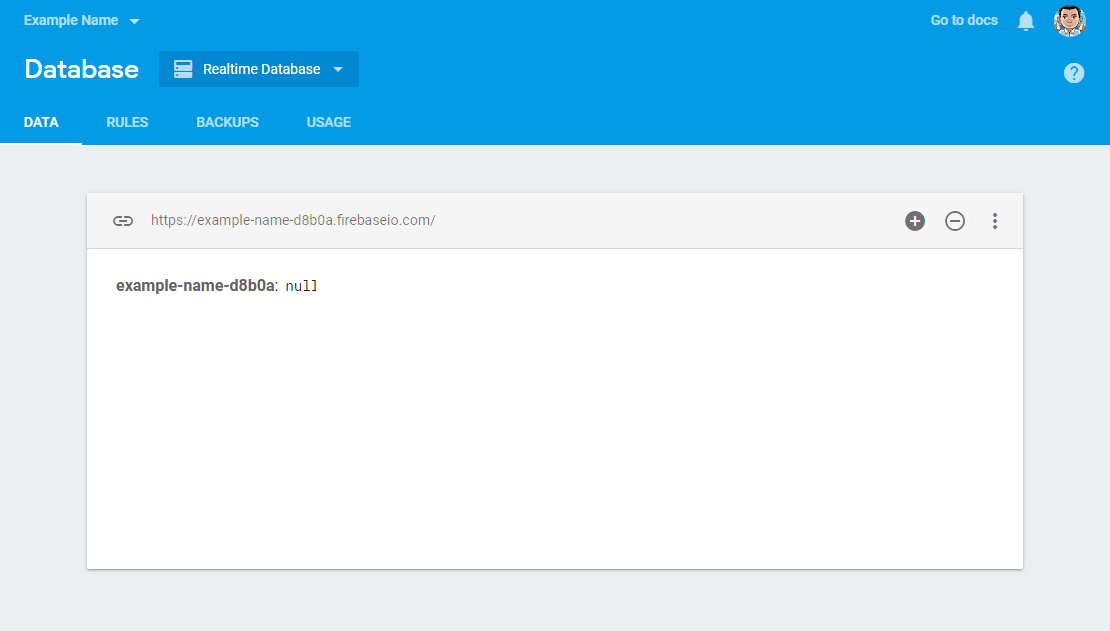 Example Name
Go to docs
Database
Realtime Database
?
DATA
RULES
BACKUPS
USAGE
https://example-name-d8b0a.firebaseio.com/
example-name-d8b0a: null